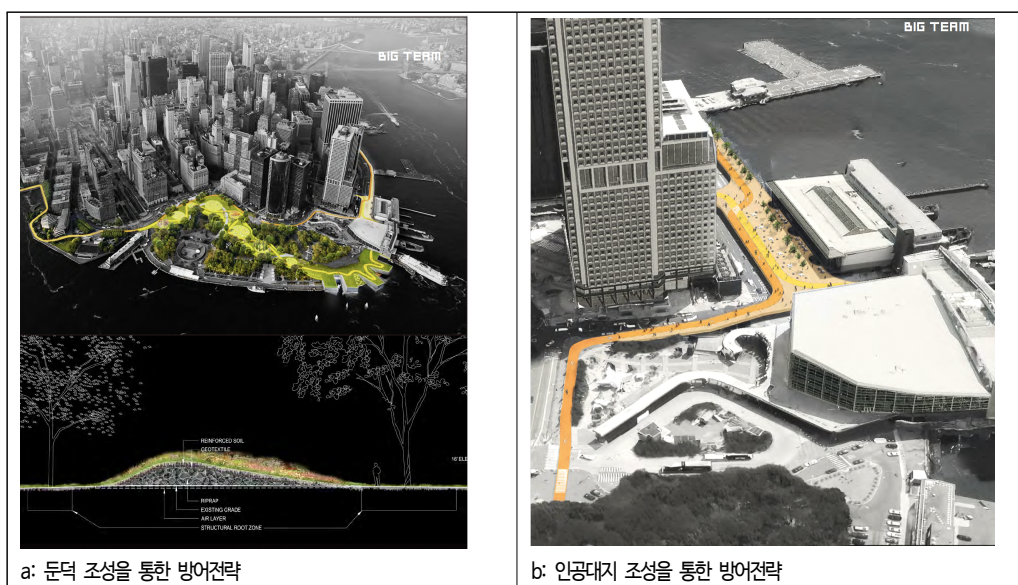 BIG TEAM
REINFORCED SOIL
GEOTEXTILE
16' ELE
RIPRAP
EXISTING GRADE
AIR LAYER
STRUCTURAL ROOT ZONE
a: 둔덕 조성을 통한 방어전략
BIG TEAM
b: 인공대지 조성을 통한 방어전략